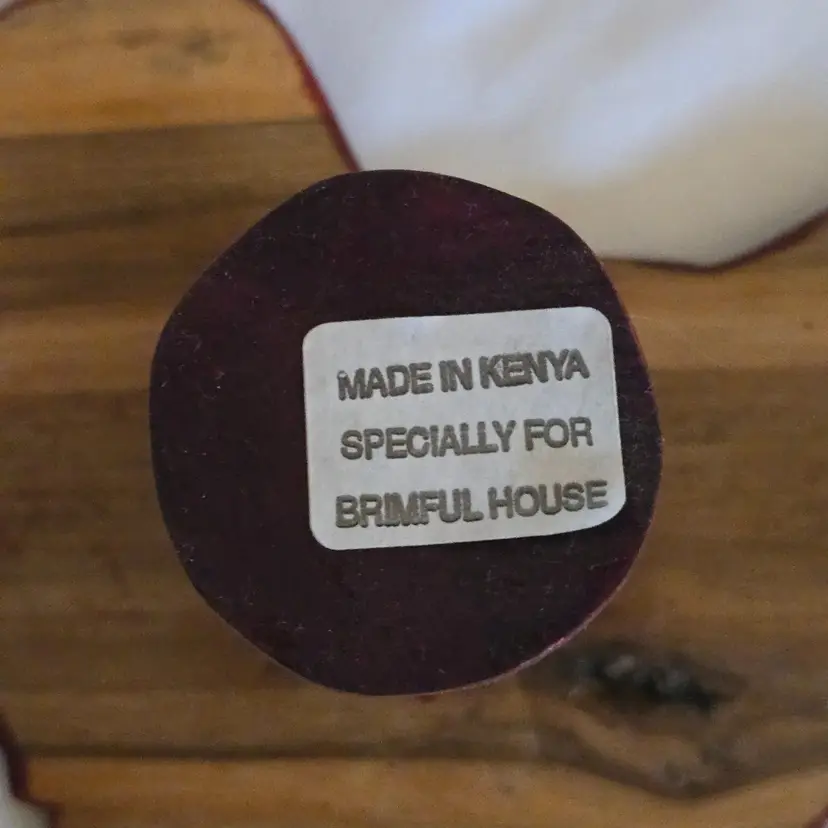 MADE IN KENYA
SPECIALLY FOR
BRIMFUL HOUSE